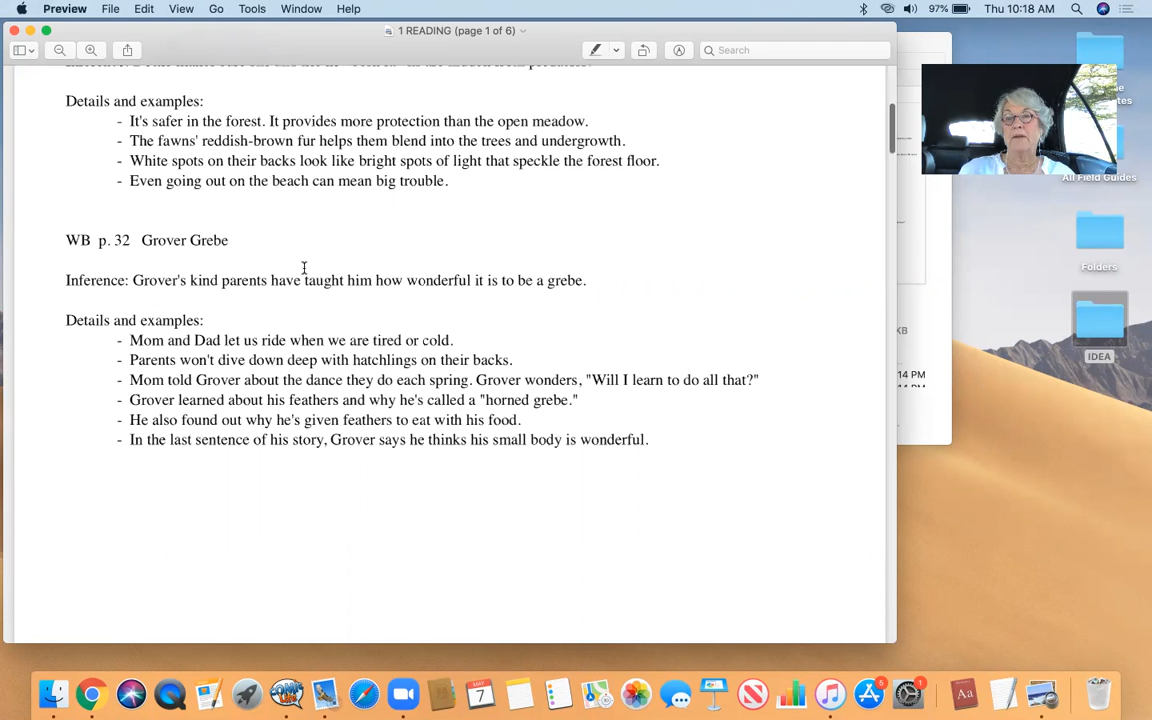 Preview File Edit View Go Tools Window Help 97% Thu 10:18 AM
1 READING (page 1 of 6)
Search
Details and examples:
- It's safer in the forest. It provides more protection than the open meadow.
- The fawns' reddish-brown fur helps them blend into the trees and undergrowth.
- White spots on their backs look like bright spots of light that speckle the forest floor.
- Even going out on the beach can mean big trouble.
WB p. 32 Grover Grebe
Inference: Grover's kind parents have taught him how wonderful it is to be a grebe.
Details and examples:
- Mom and Dad let us ride when we are tired or cold.
- Parents won't dive down deep with hatchlings on their backs.
- Mom told Grover about the dance they do each spring. Grover wonders, "Will I learn to do all that?"
- Grover learned about his feathers and why he's called a "horned grebe."
- He also found out why he's given feathers to eat with his food.
- In the last sentence of his story, Grover says he thinks his small body is wonderful.
All Field Guides
Folders
IDEA
KB
14 PM
7
5
1
Aa